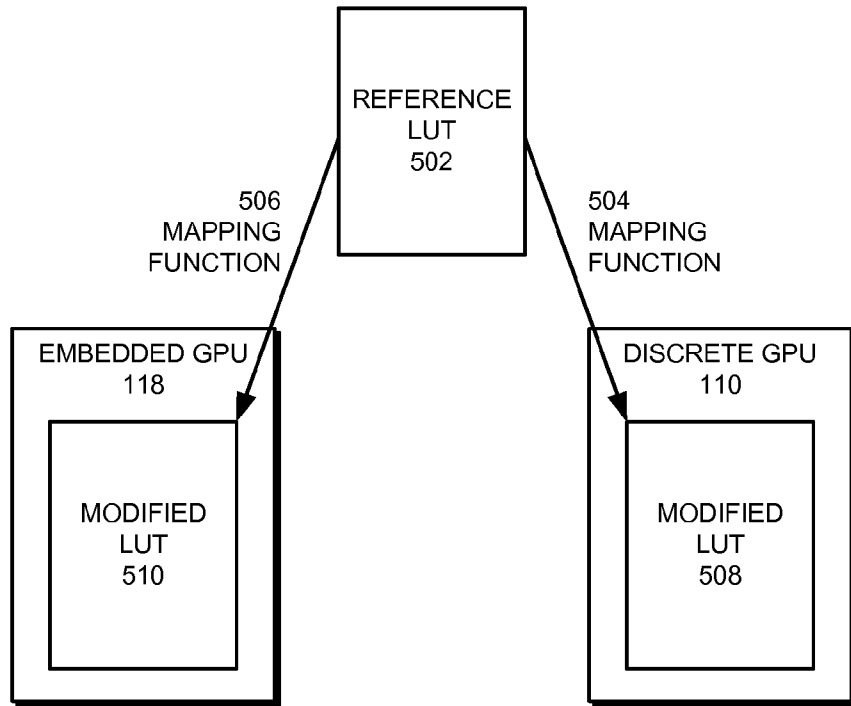 REFERENCE
LUT
502
506
MAPPING
FUNCTION
504
MAPPING
FUNCTION
EMBEDDED GPU
118
DISCRETE GPU
110
MODIFIED
LUT
510
MODIFIED
LUT
508